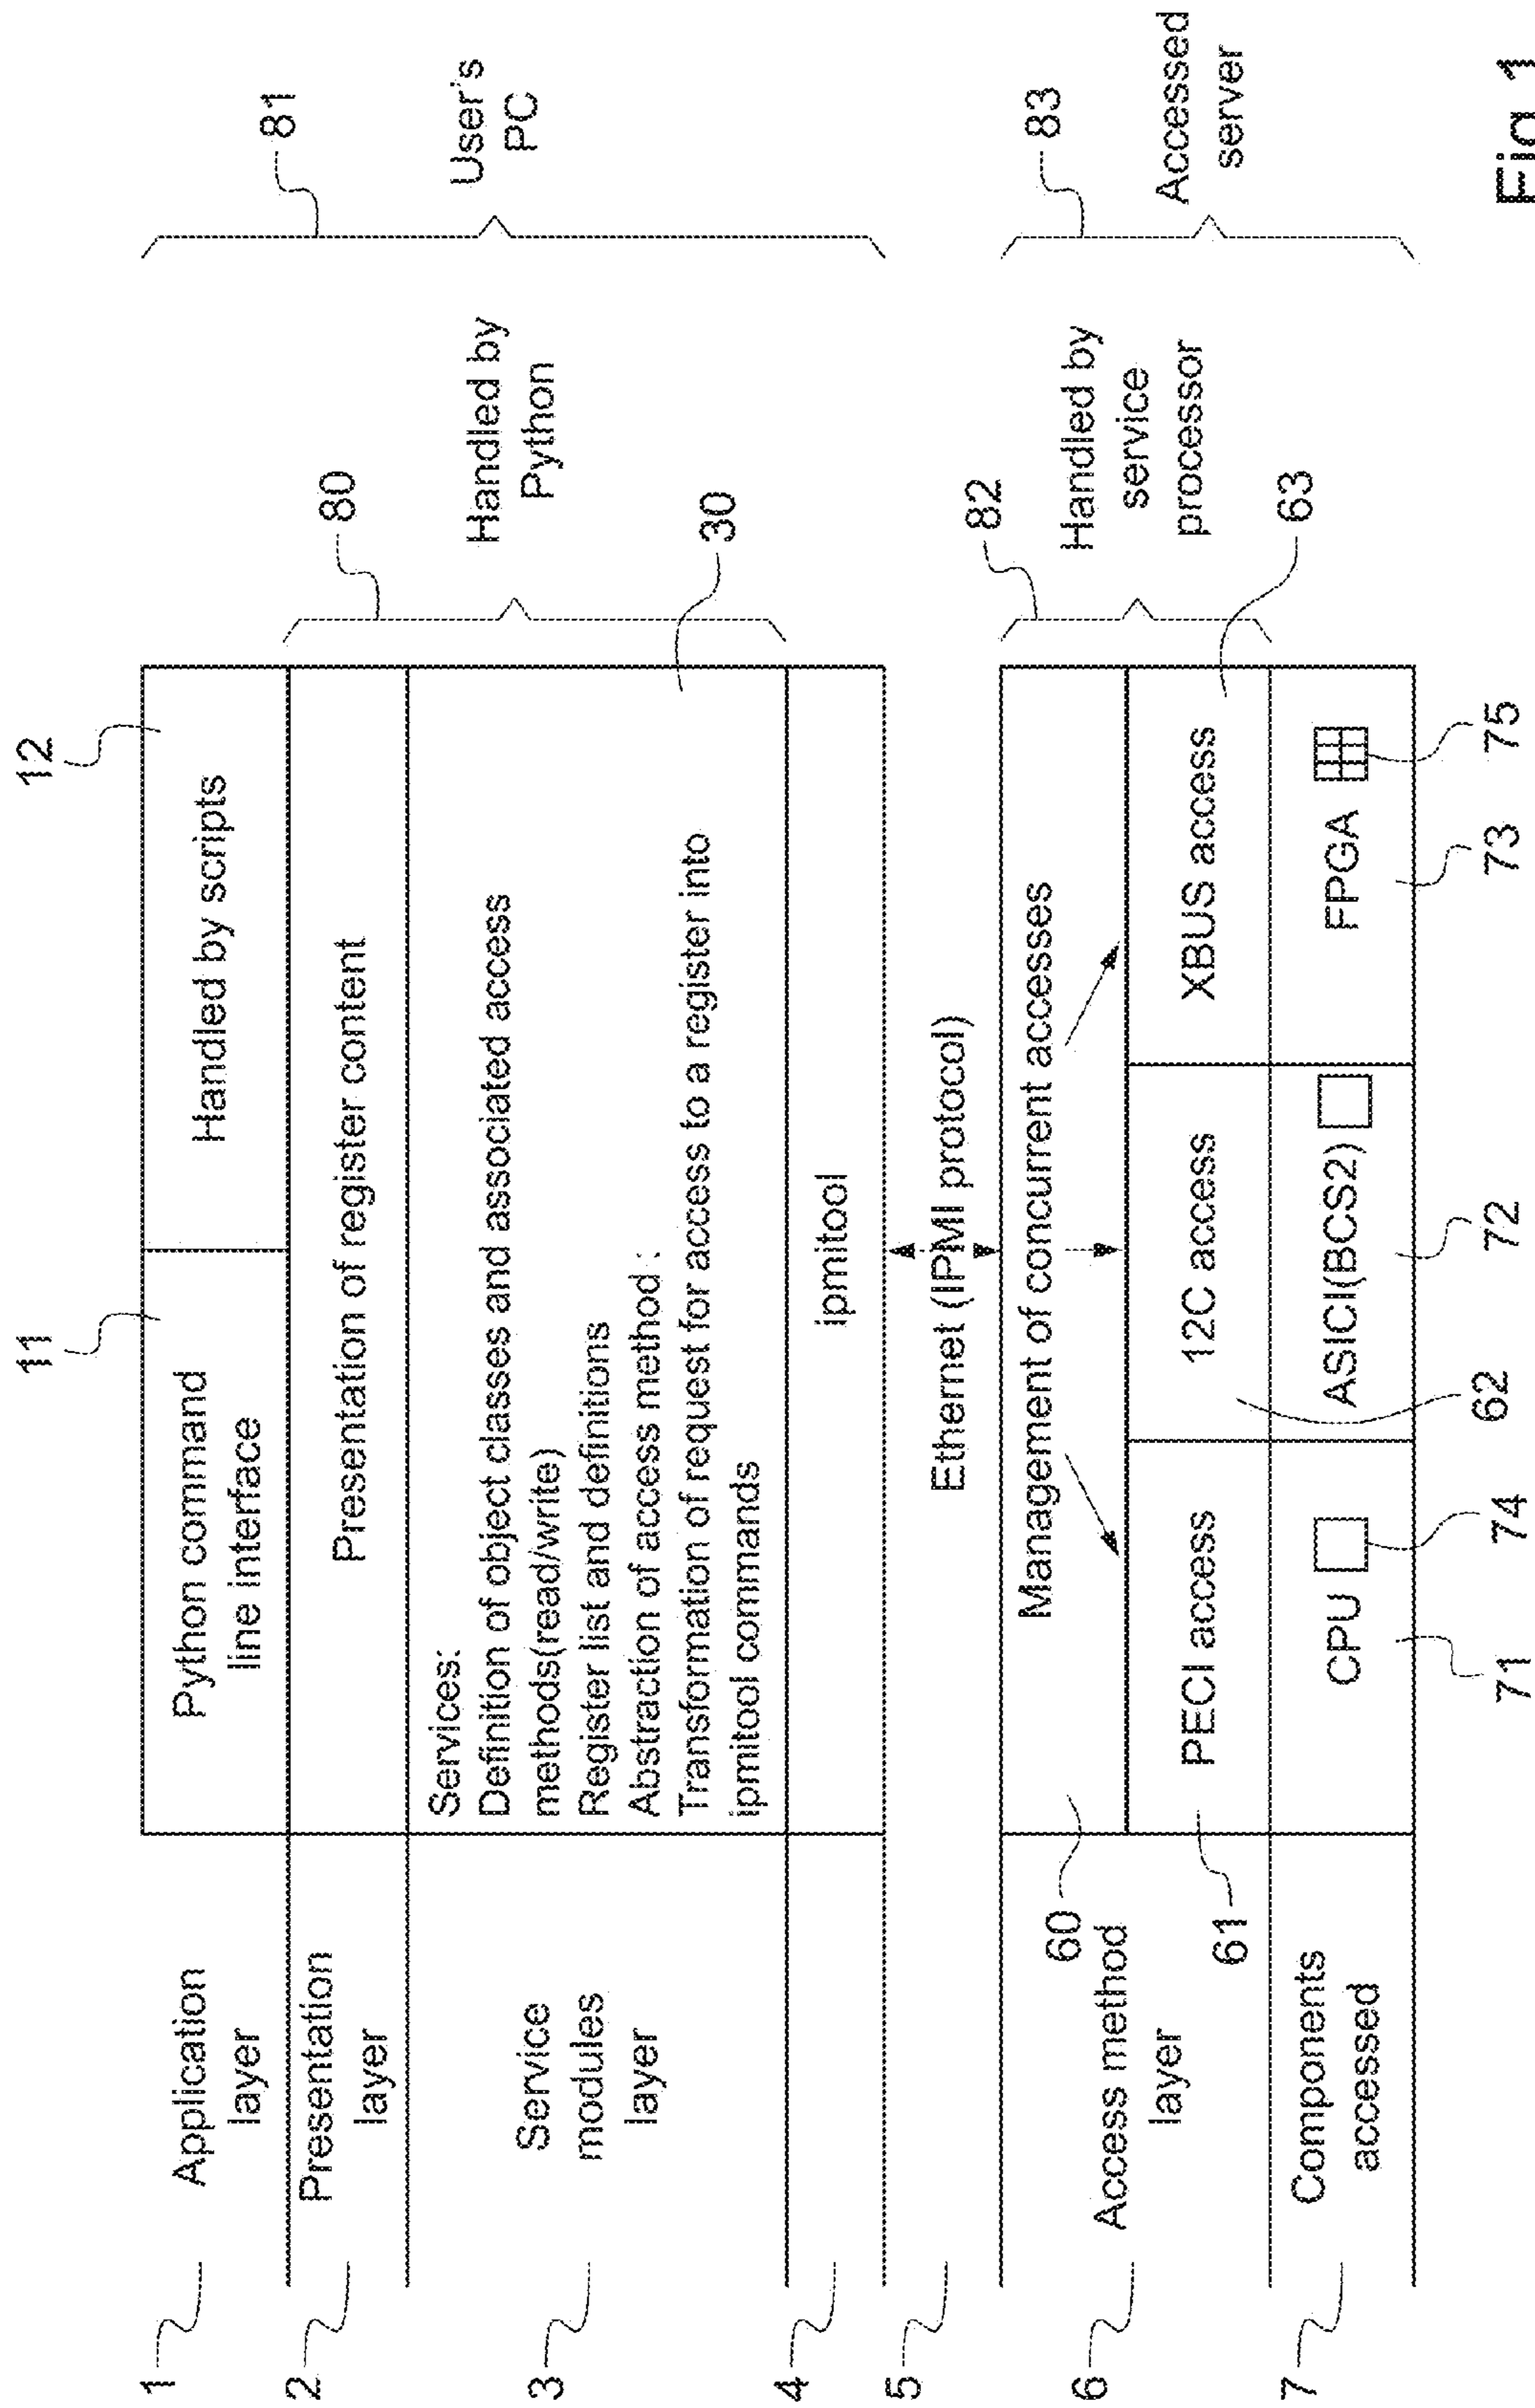 12
11
81
Handled by scripts
Python command
line interface
Application
layer
1
80
User's
PC
Presentation of register content
Presentation
layer
2
Handled by
Python
Services:
Definition of object classes and associated access
methods(read/write)
Register list and definitions
Abstraction of access method :
Transformation of request for access to a register into
ipmitool commands
30
Service
modules
layer
3
ipmitool
4
Ethernet (IPMI protocol)
5
82
83
Management of concurrent accesses
60
Handled by
service
processor
Accessed
server
Access method
layer
6
PECI access
61
12C access
62
XBUS access
63
Components
accessed
7
CPU
ASICI(BCS2)
FPGA
71
74
72
73
75
Fig. 1